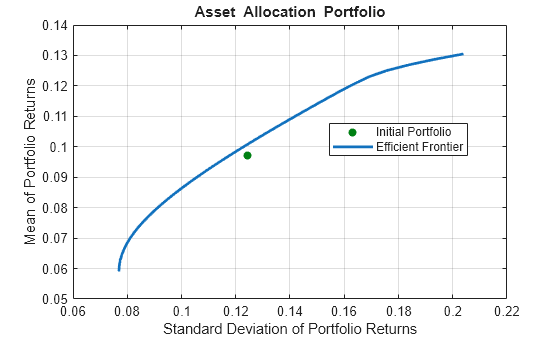 Asset Allocation Portfolio
Mean of Portfolio Returns
0.14
0.13
0.12
0.11
0.1
0.09
0.08
0.07
0.06
0.05
Initial Portfolio
Efficient Frontier
0.06 0.08 0.1 0.12 0.14 0.16 0.18 0.2 0.22
Standard Deviation of Portfolio Returns